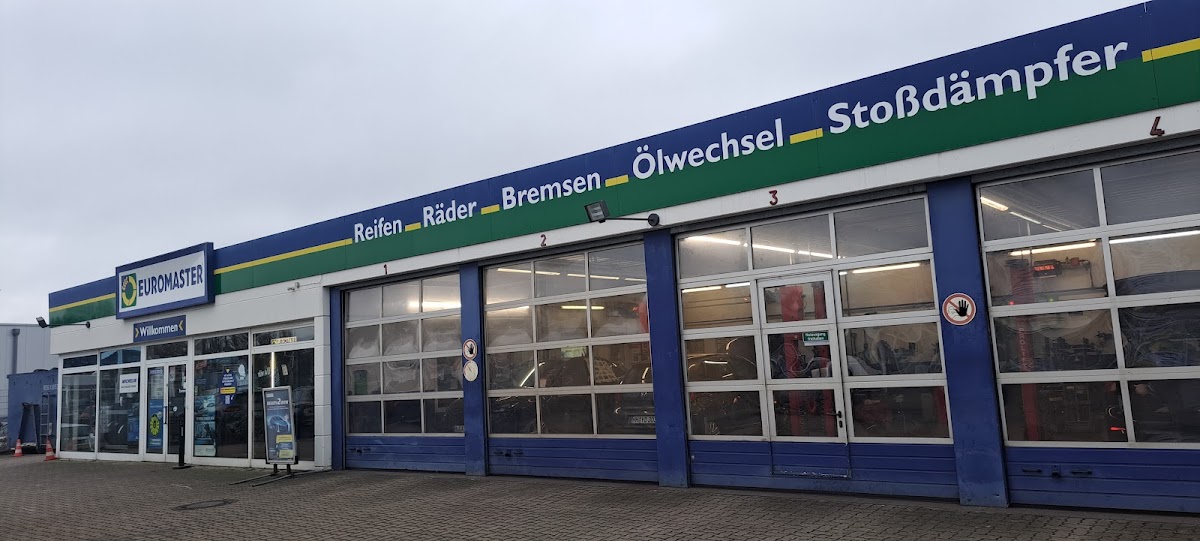 Reifen Räder Bremsen Ölwechsel Stoßdämpfer
EUROMASTER
Willkommen
1
2
3
4
MICHELIN